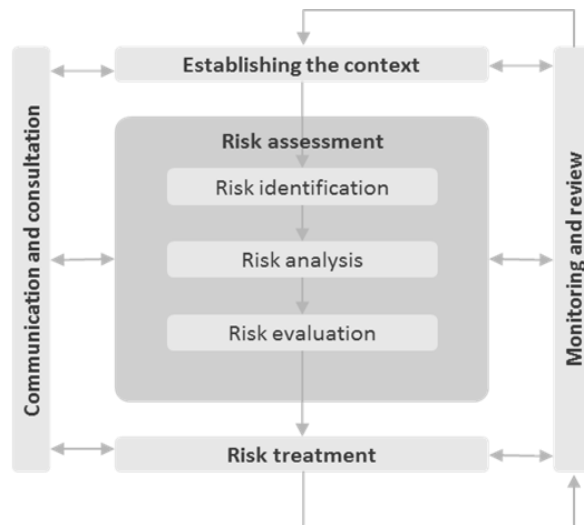 Establishing the context
Communication and consultation
Risk assessment
Risk identification
Risk analysis
Risk evaluation
Monitoring and review
Risk treatment